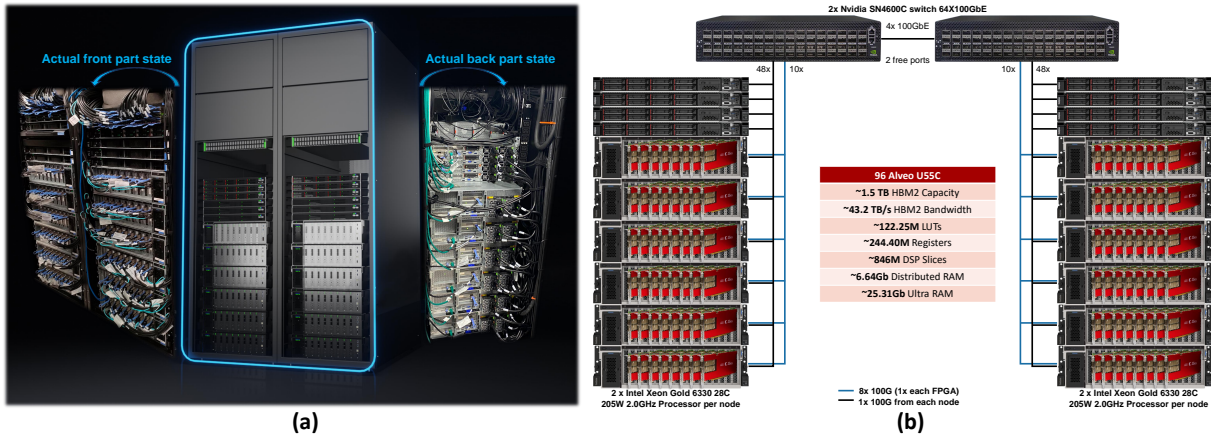 Actual front part state
Actual back part state
(a)
2x Nvidia SN4600C switch 64X100GbE
4x 100GbE
2 free ports
48x
10x
10x
48x
96 Alveo U55C
~1.5 TB HBM2 Capacity
~43.2 TB/s HBM2 Bandwidth
~122.25M LUTs
~244.40M Registers
~846M DSP Slices
~6.64Gb Distributed RAM
~25.31Gb Ultra RAM
8x 100G (1x each FPGA)
1x 100G from each node
2 x Intel Xeon Gold 6330 28C
205W 2.0GHz Processor per node
2 x Intel Xeon Gold 6330 28C
205W 2.0GHz Processor per node
(b)